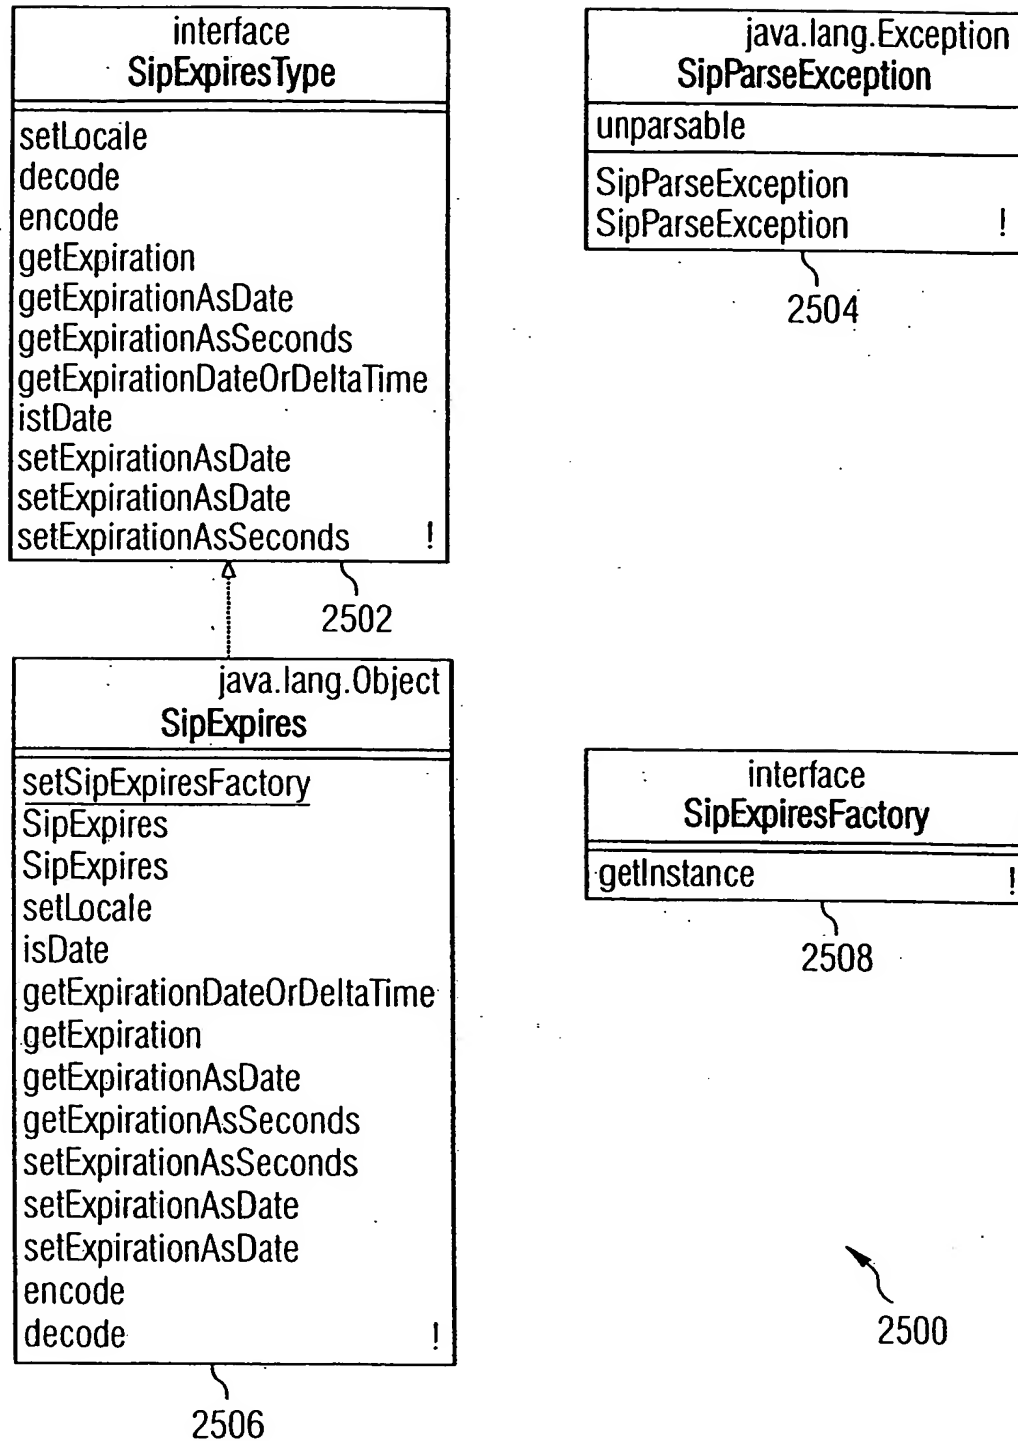 interface
SipExpiresType
setLocale
decode
encode
getExpiration
getExpirationAsDate
getExpirationAsSeconds
getExpirationDateOrDeltaTime
istDate
setExpirationAsDate
setExpirationAsDate
setExpirationAsSeconds !
2502
java.lang.Exception
SipParseException
unparsable
SipParseException
SipParseException !
2504
java.lang.Object
SipExpires
setSipExpiresFactory
SipExpires
SipExpires
setLocale
isDate
getExpirationDateOrDeltaTime
getExpiration
getExpirationAsDate
getExpirationAsSeconds
setExpirationAsSeconds
setExpirationAsDate
setExpirationAsDate
encode
decode !
2506
interface
SipExpiresFactory
getInstance !
2508
2500